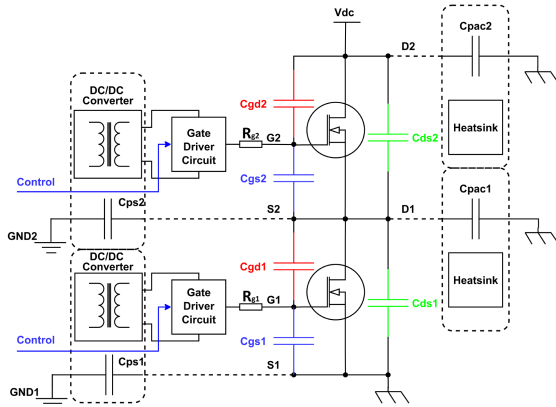 Vdc
Cpac2
D2
DC/DC
Converter
Cgd2
Gate
Driver
Circuit
Rg2
G2
Cds2
Heatsink
Control
Cgs2
Cps2
S2
D1
Cpac1
GND2
DC/DC
Converter
Cgd1
Gate
Driver
Circuit
Rg1
G1
Cds1
Heatsink
Control
Cgs1
Cps1
S1
GND1